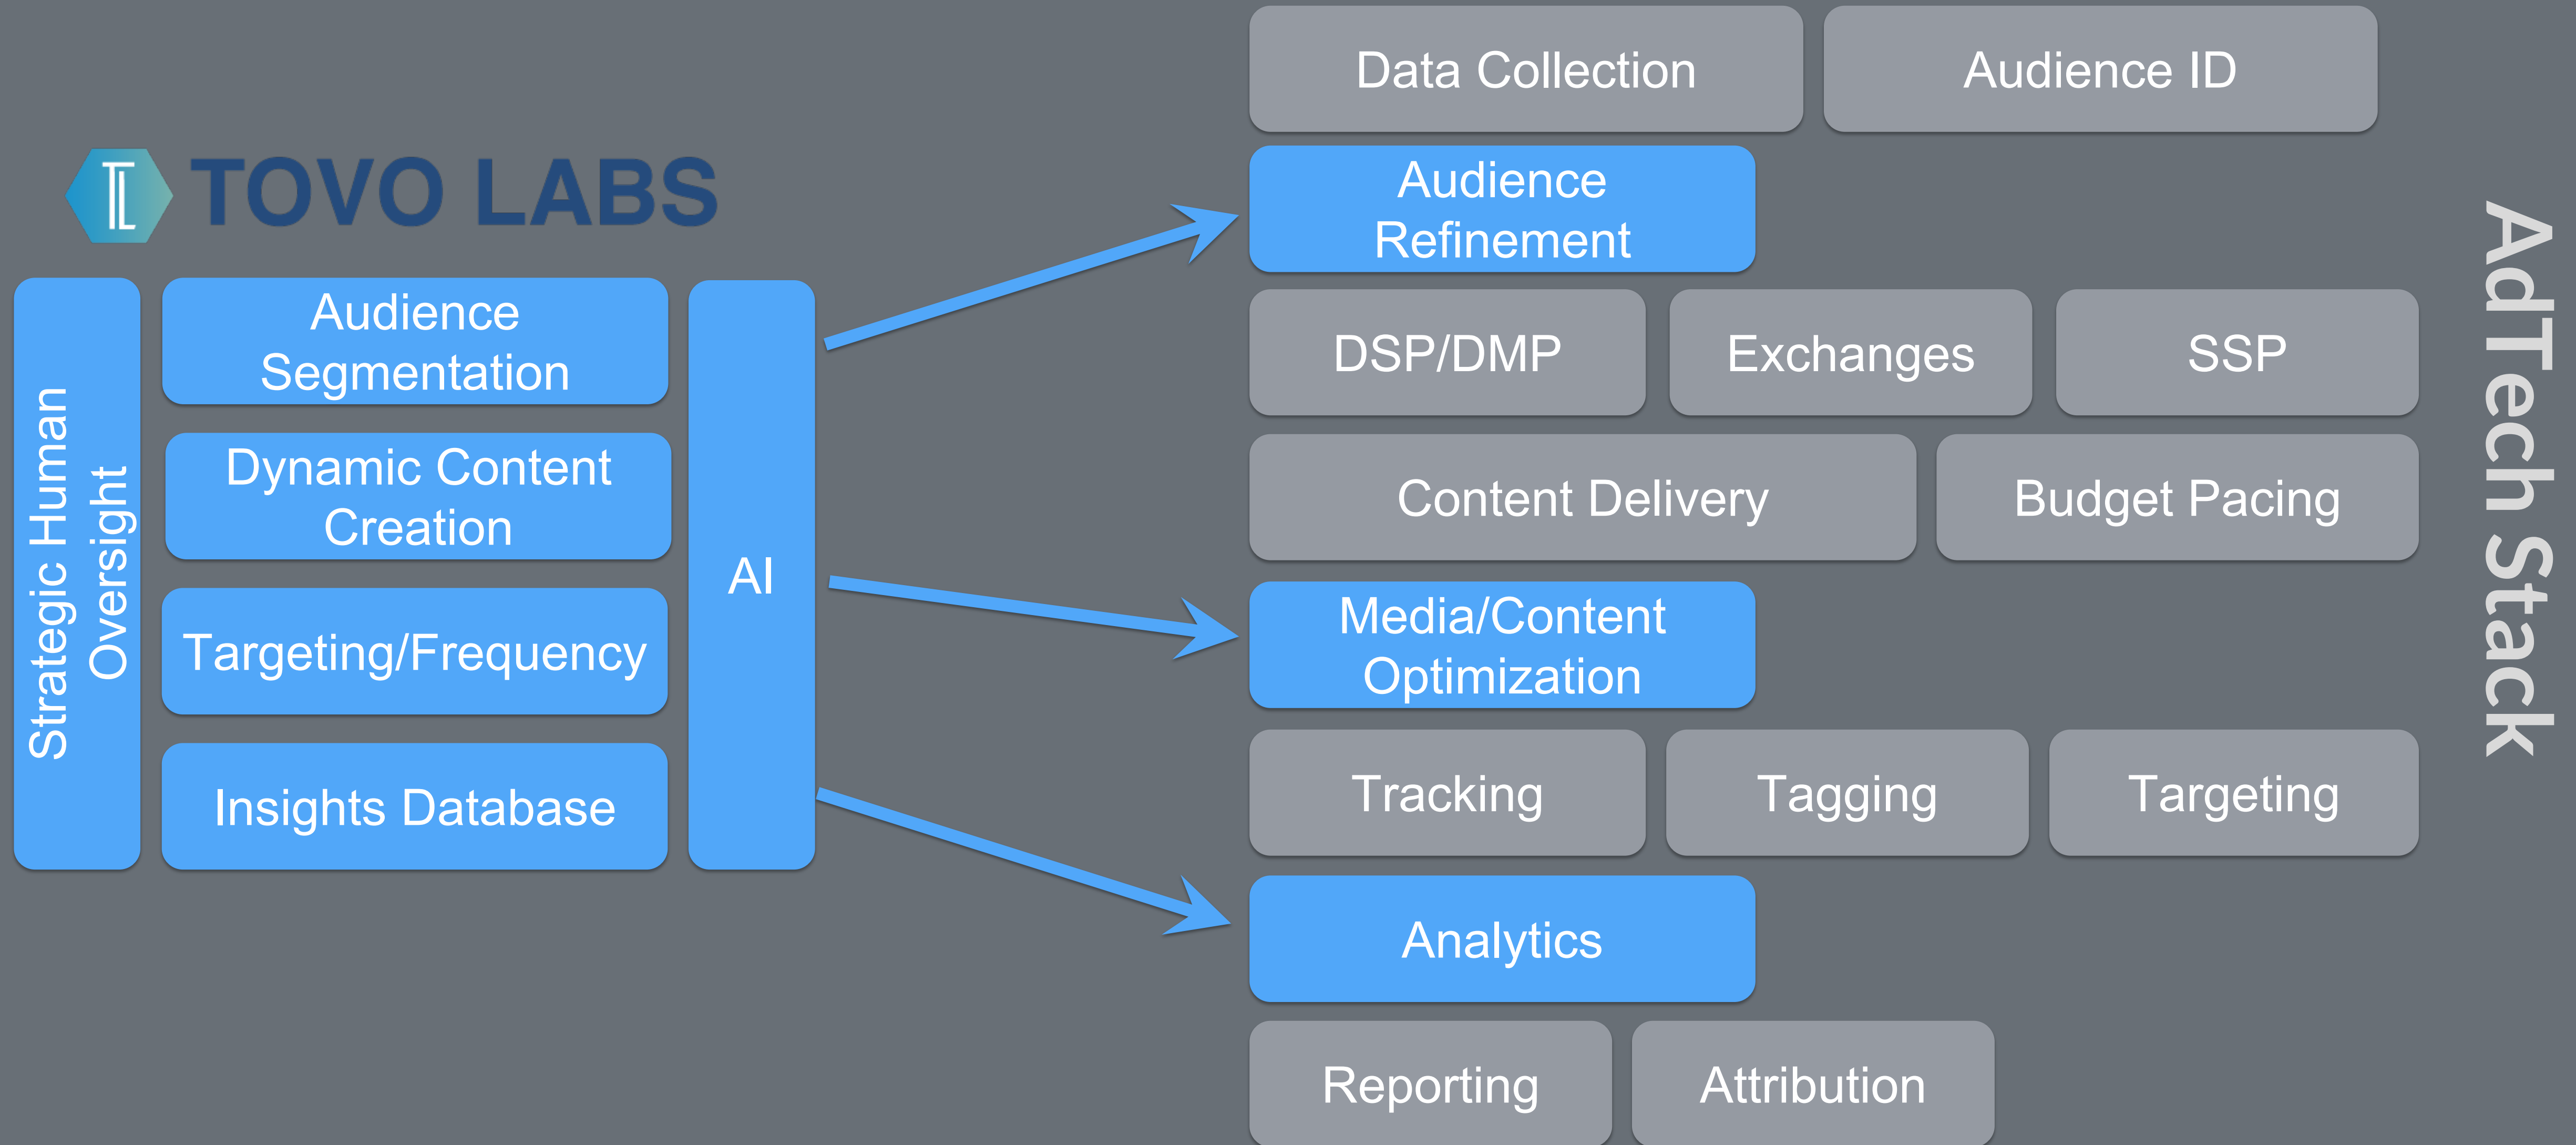 TL TOVO LABS
Strategic Human
Oversight
Audience
Segmentation
Dynamic Content
Creation
Targeting/Frequency
Insights Database
AI
Data Collection
Audience ID
Audience
Refinement
DSP/DMP
Exchanges
SSP
Content Delivery
Budget Pacing
Media/Content
Optimization
Tracking
Tagging
Targeting
Analytics
Reporting
Attribution
AdTech Stack